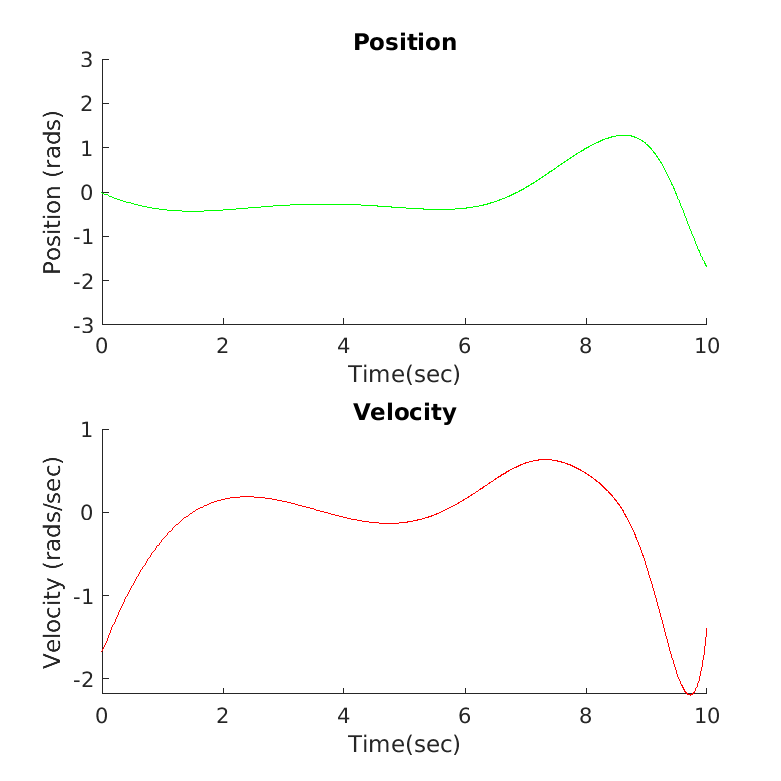 Position
3
2
1
0
-1
-2
-3
Position (rads)
0 2 4 6 8 10
Time(sec)
Velocity
1
0
-1
-2
Velocity (rads/sec)
0 2 4 6 8 10
Time(sec)